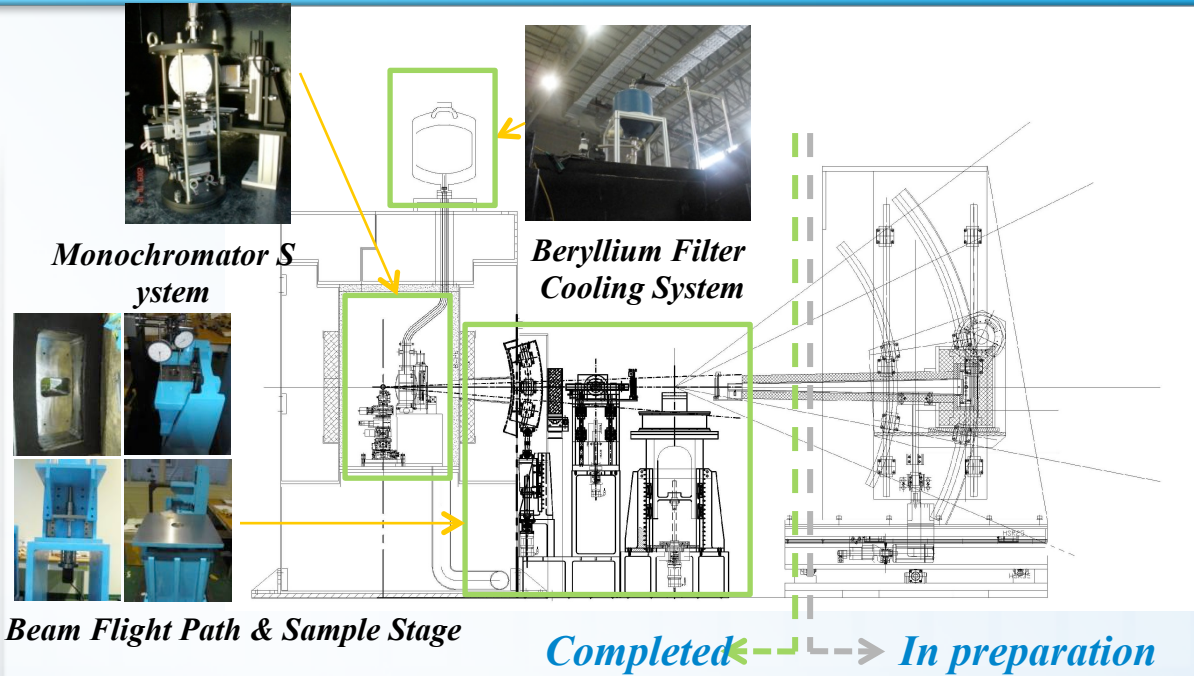 Monochromator S
ystem
Beryllium Filter
Cooling System
Beam Flight Path & Sample Stage
Completed
In preparation